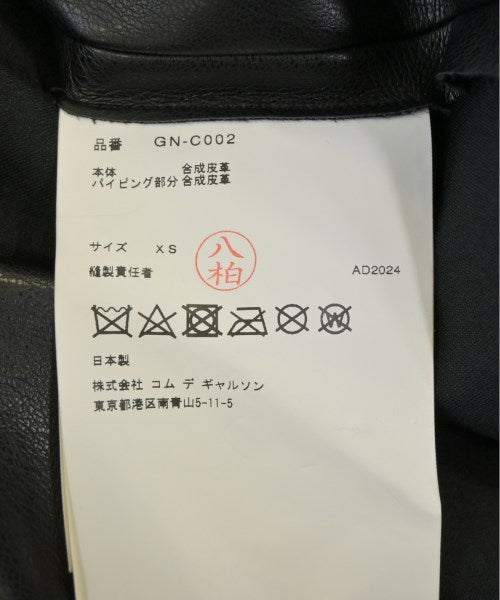 品番 GN-C002
本体 合成皮革
パイピング部分 合成皮革
サイズ XS
八柏
縫製責任者 AD2024
W
日本製
株式会社 コム デ ギャルソン
東京都港区南青山5-11-5